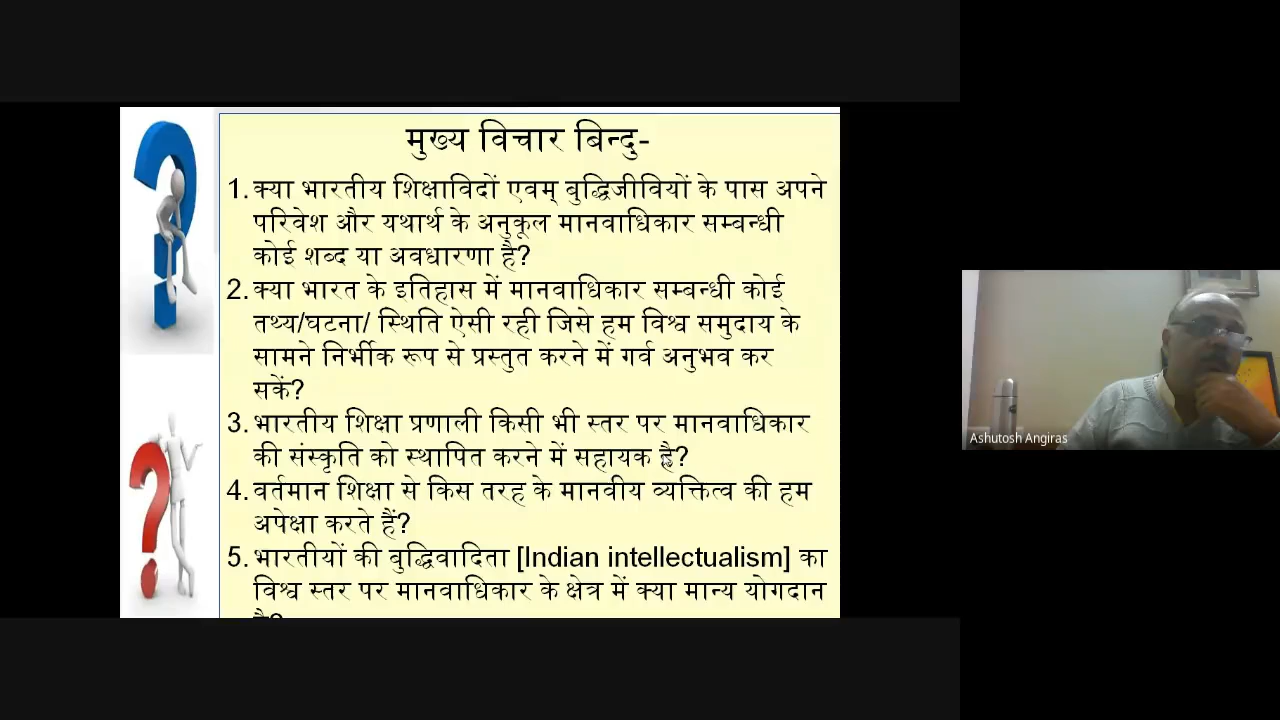 मुख्य विचार बिन्दु-
1. क्या भारतीय शिक्षाविदों एवम् बुद्धिजीवियों के पास अपने
परिवेश और यथार्थ के अनुकूल मानवाधिकार सम्बन्धी
कोई शब्द या अवधारणा है?
2. क्या भारत के इतिहास में मानवाधिकार सम्बन्धी कोई
तथ्य/घटना/ स्थिति ऐसी रही जिसे हम विश्व समुदाय के
सामने निर्भीक रूप से प्रस्तुत करने में गर्व अनुभव कर
सकें?
3. भारतीय शिक्षा प्रणाली किसी भी स्तर पर मानवाधिकार
की संस्कृति को स्थापित करने में सहायक है?
4. वर्तमान शिक्षा से किस तरह के मानवीय व्यक्तित्व की हम
अपेक्षा करते हैं?
5. भारतीयों की बुद्धिवादिता [Indian intellectualism] का
विश्व स्तर पर मानवाधिकार के क्षेत्र में क्या मान्य योगदान
Ashutosh Angiras